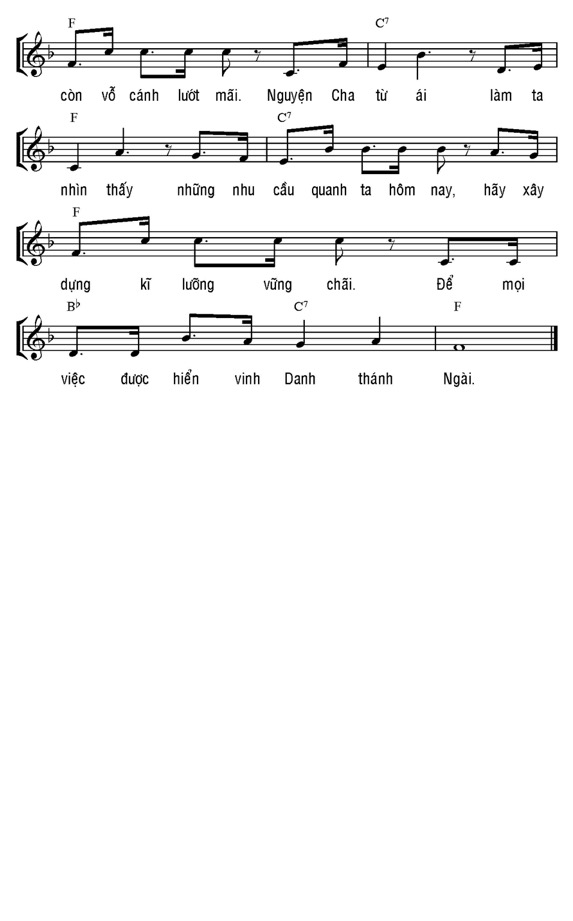 F C7
còn vỗ cánh lướt mãi. Nguyện Cha từ ái làm ta
F C7
nhìn thấy những nhu cầu quanh ta hôm nay, hãy xây
F
dựng kĩ lưỡng vững chãi. Để mọi
B♭ C7 F
việc được hiển vinh Danh thánh Ngài.